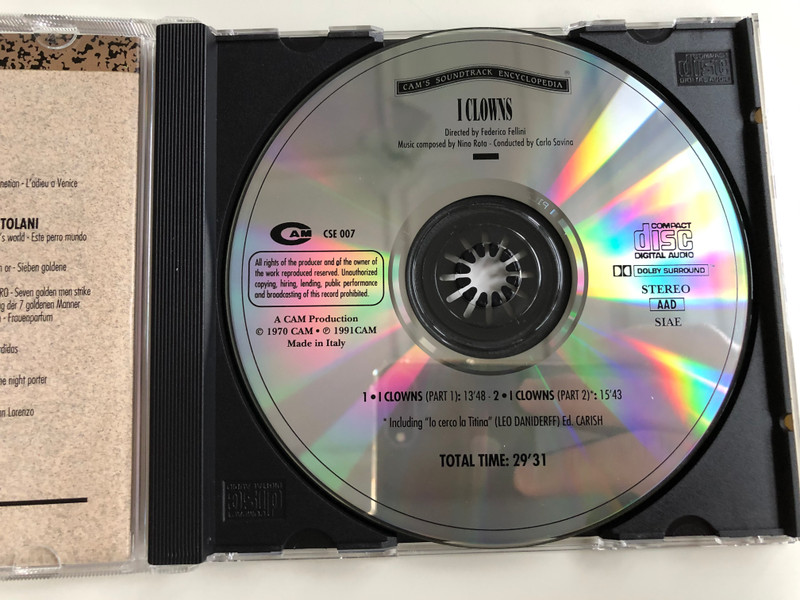 netian - L'adieu a Venice
TOLANI
's world - Este perro mundo
n or - Sieben goldene
RO - Seven golden men strike
g der 7 goldenen Manner
- Frauenparfum
e night porter
n Lorenzo
CAM'S SOUNDTRACK ENCYCLOPEDIA
I CLOWNS
Directed by Federico Fellini
Music composed by Nino Rota - Conducted by Carlo Savina
CAM CSE 007
All rights of the producer and of the owner of
the work reproduced reserved. Unauthorized
copying, hiring, lending, public performance
and broadcasting of this record prohibited.
A CAM Production
© 1970 CAM • ℗ 1991CAM
Made in Italy
COMPACT
disc
DIGITAL AUDIO
DOLBY SURROUND
STEREO
AAD
SIAE
1 • I CLOWNS (PART 1): 13'48 - 2 • I CLOWNS (PART 2)*: 15'43
* Including "Io cerco la Titina" (LEO DANIDERFF) Ed. CARISH
TOTAL TIME: 29'31